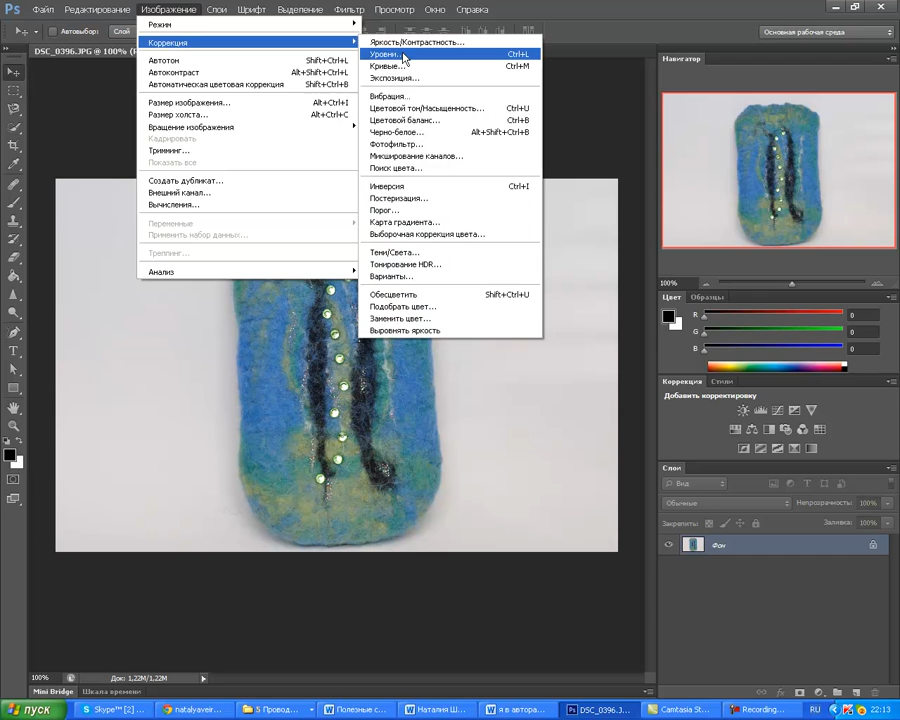 Ps Файл Редактирование Изображение Слои Шрифт Выделение Фильтр Просмотр Окно Справка
Автовыбор: Слой
Основная рабочая среда
DSC_0396.JPG
Режим
Коррекция
Автотон Shift+Ctrl+L
Автоконтраст Alt+Shift+Ctrl+L
Автоматическая цветовая коррекция Shift+Ctrl+B
Размер изображения... Alt+Ctrl+I
Размер холста... Alt+Ctrl+C
Вращение изображения
Кадрировать
Тримминг...
Показать все
Создать дубликат...
Внешний канал...
Вычисления...
Переменные
Применить набор данных...
Треппинг...
Анализ
Яркость/Контрастность...
Уровни... Ctrl+L
Кривые... Ctrl+M
Экспозиция...
Вибрация...
Цветовой тон/Насыщенность... Ctrl+U
Цветовой баланс... Ctrl+B
Черно-белое... Alt+Shift+Ctrl+B
Фотофильтр...
Микширование каналов...
Поиск цвета...
Инверсия Ctrl+I
Постеризация...
Порог...
Карта градиента...
Выборочная коррекция цвета...
Тени/Света...
Тонирование HDR...
Варианты...
Обесцветить Shift+Ctrl+U
Подобрать цвет...
Заменить цвет...
Выровнять яркость
Навигатор
100%
Цвет Образцы
R 0
G 0
B 0
Коррекция Стили
Добавить корректировку
Слои
Вид
Обычные Непрозрачность: 100%
Закрепить: Заливка: 100%
Фон
100% Док: 1,22M/1,22M
Mini Bridge Шкала времени
пуск Skype™ [2] natalyaveir 5 Провод... Полезные с... Наталия Ш... я в автора... DSC_0396.J... Camtasia St... Recording... RU 22:13